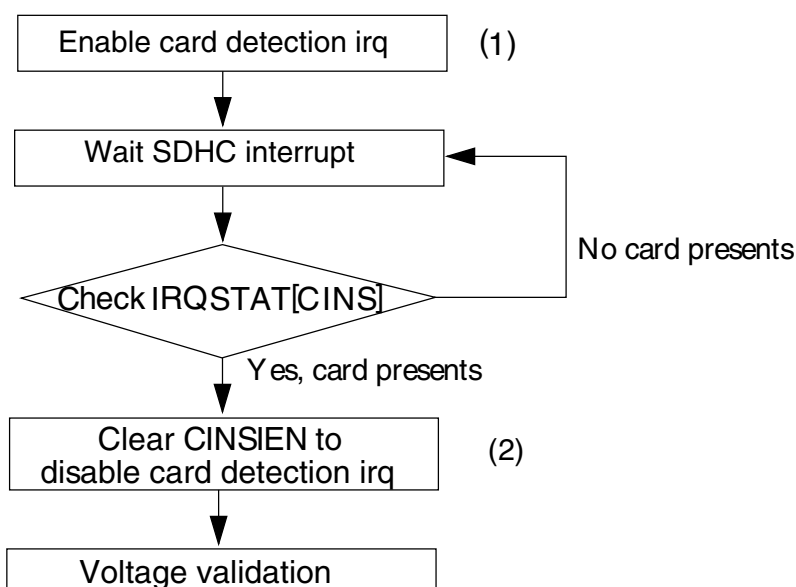 Enable card detection irq
(1)
Wait SDHC interrupt
No card presents
Check IRQSTAT[CINS]
Yes, card presents
Clear CINSIEN to
disable card detection irq
(2)
Voltage validation